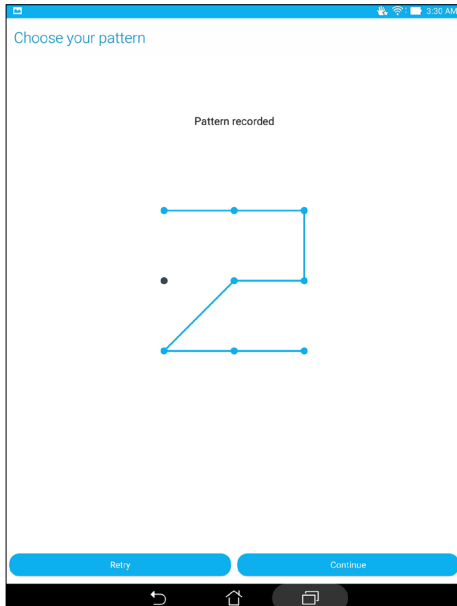 3:30 AM
Choose your pattern
Pattern recorded
Retry
Continue